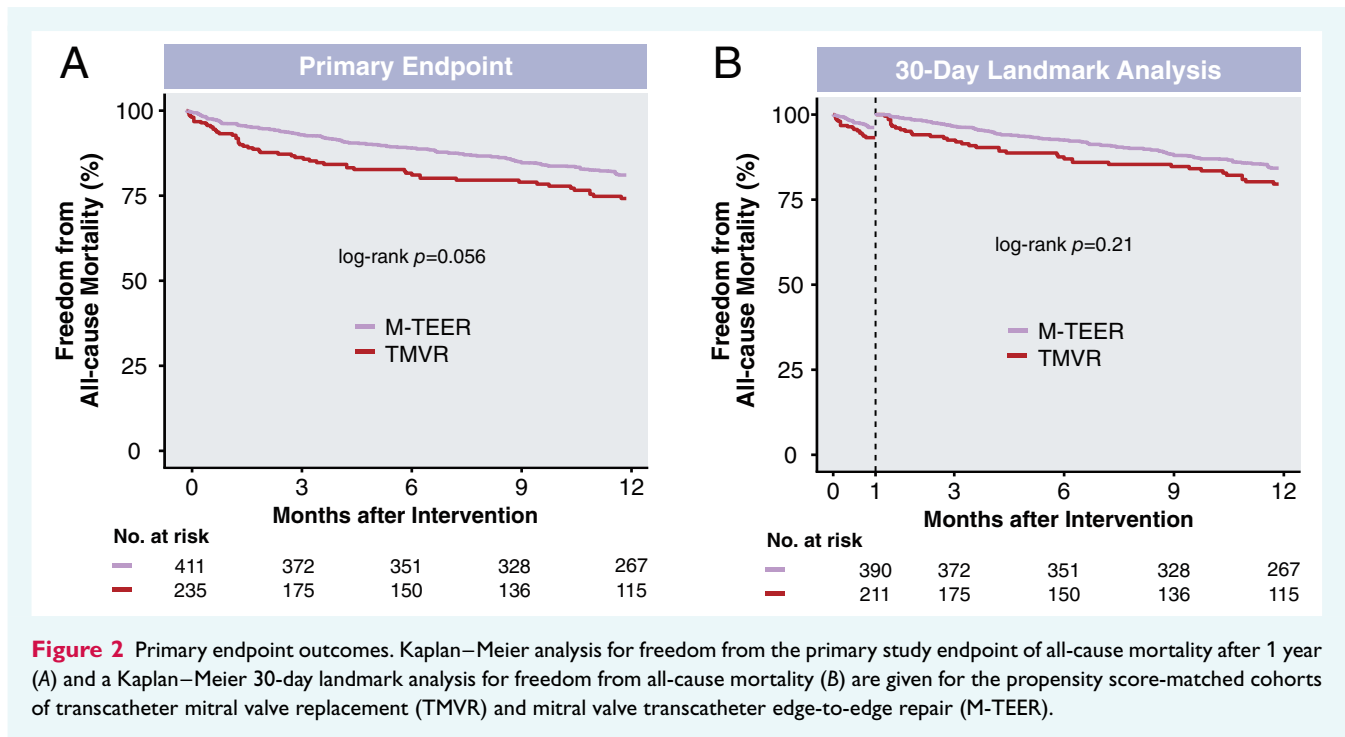 A
Primary Endpoint
Freedom from
All-cause Mortality (%)
100
75
50
25
0
log-rank p=0.056
M-TEER
TMVR
0 3 6 9 12
Months after Intervention
No. at risk
411 372 351 328 267
235 175 150 136 115
B
30-Day Landmark Analysis
Freedom from
All-cause Mortality (%)
100
75
50
25
0
log-rank p=0.21
M-TEER
TMVR
0 1 3 6 9 12
Months after Intervention
No. at risk
390 372 351 328 267
211 175 150 136 115
Figure 2 Primary endpoint outcomes. Kaplan–Meier analysis for freedom from the primary study endpoint of all-cause mortality after 1 year
(A) and a Kaplan–Meier 30-day landmark analysis for freedom from all-cause mortality (B) are given for the propensity score-matched cohorts
of transcatheter mitral valve replacement (TMVR) and mitral valve transcatheter edge-to-edge repair (M-TEER).